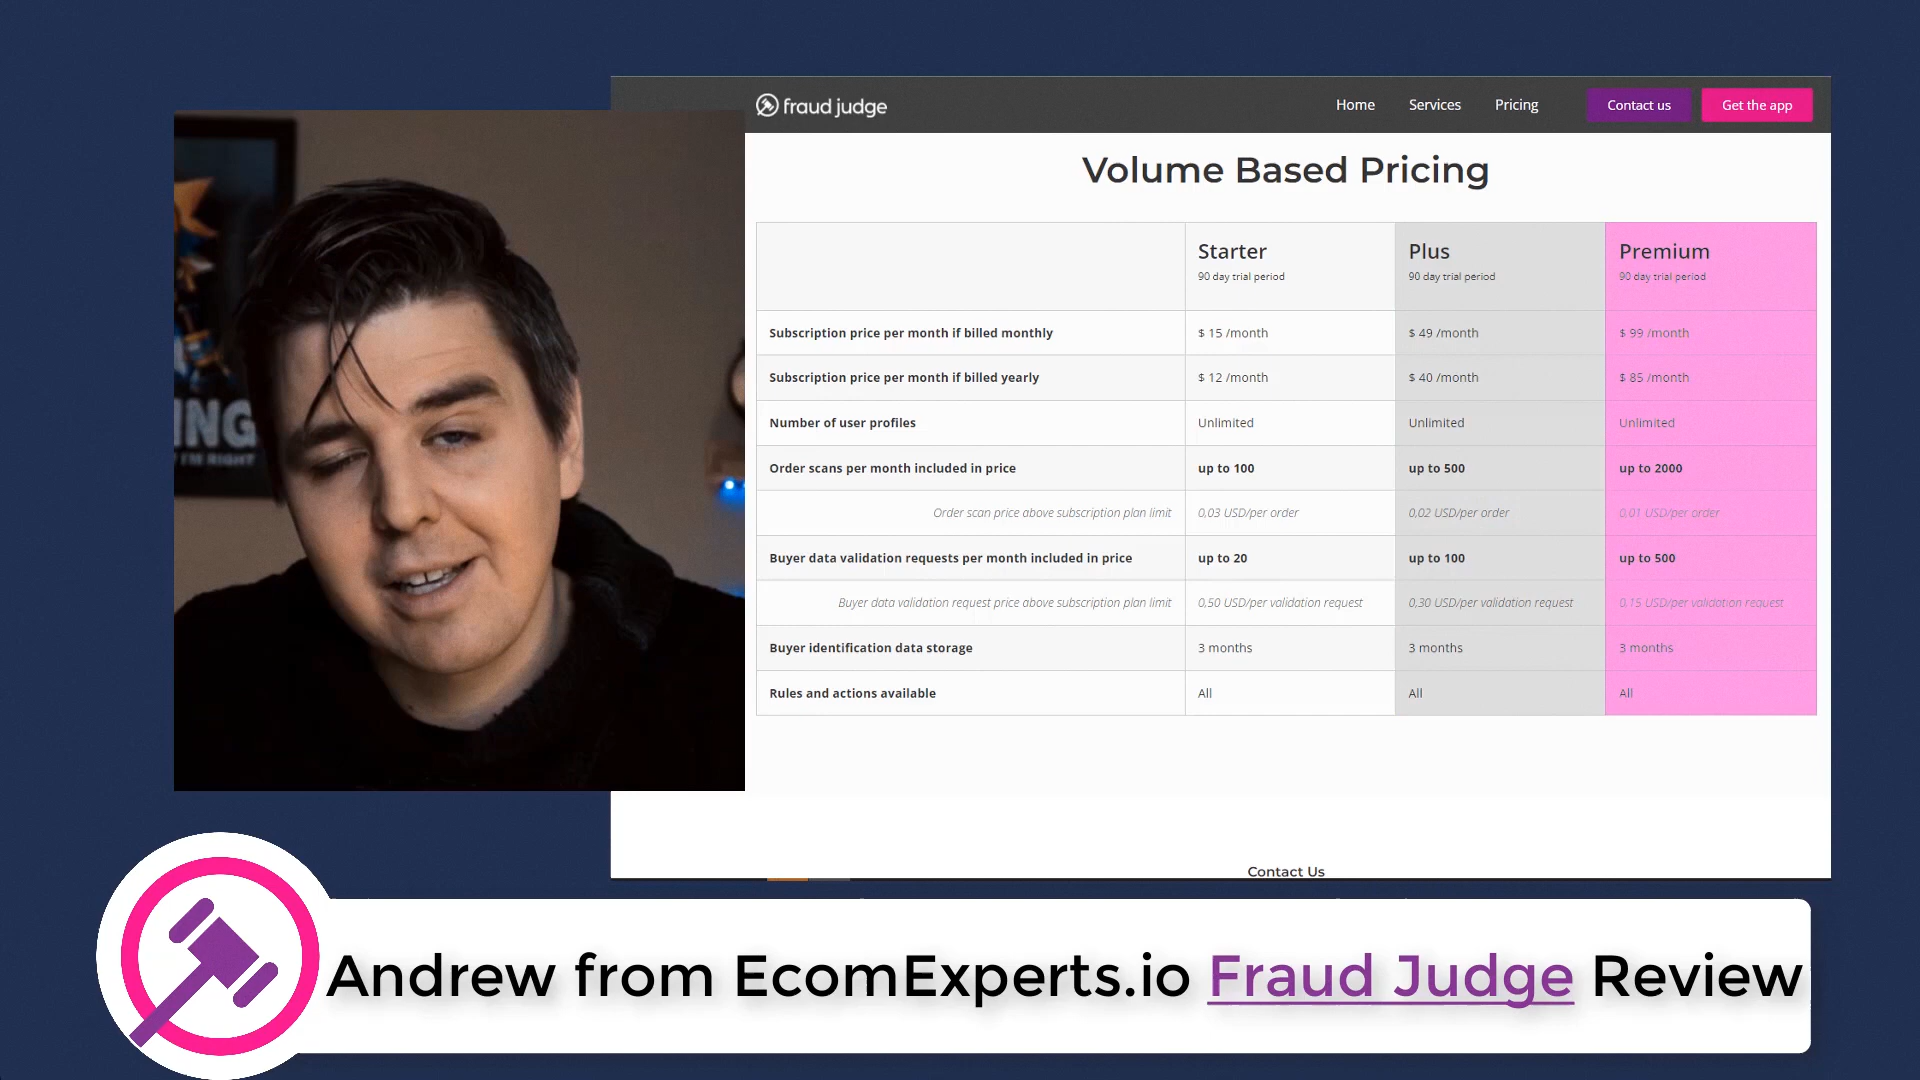 fraud judge
Home Services Pricing Contact us Get the app
Volume Based Pricing
Starter Plus Premium
90 day trial period 90 day trial period 90 day trial period
Subscription price per month if billed monthly $ 15 /month $ 49 /month $ 99 /month
Subscription price per month if billed yearly $ 12 /month $ 40 /month $ 85 /month
Number of user profiles Unlimited Unlimited Unlimited
Order scans per month included in price up to 100 up to 500 up to 2000
Order scan price above subscription plan limit 0,03 USD/per order 0,02 USD/per order 0.01 USD/per order
Buyer data validation requests per month included in price up to 20 up to 100 up to 500
Buyer data validation request price above subscription plan limit 0,50 USD/per validation request 0,30 USD/per validation request 0.15 USD/per validation request
Buyer identification data storage 3 months 3 months 3 months
Rules and actions available All All All
Contact Us
ING
I'M RIGHT
Andrew from EcomExperts.io Fraud Judge Review